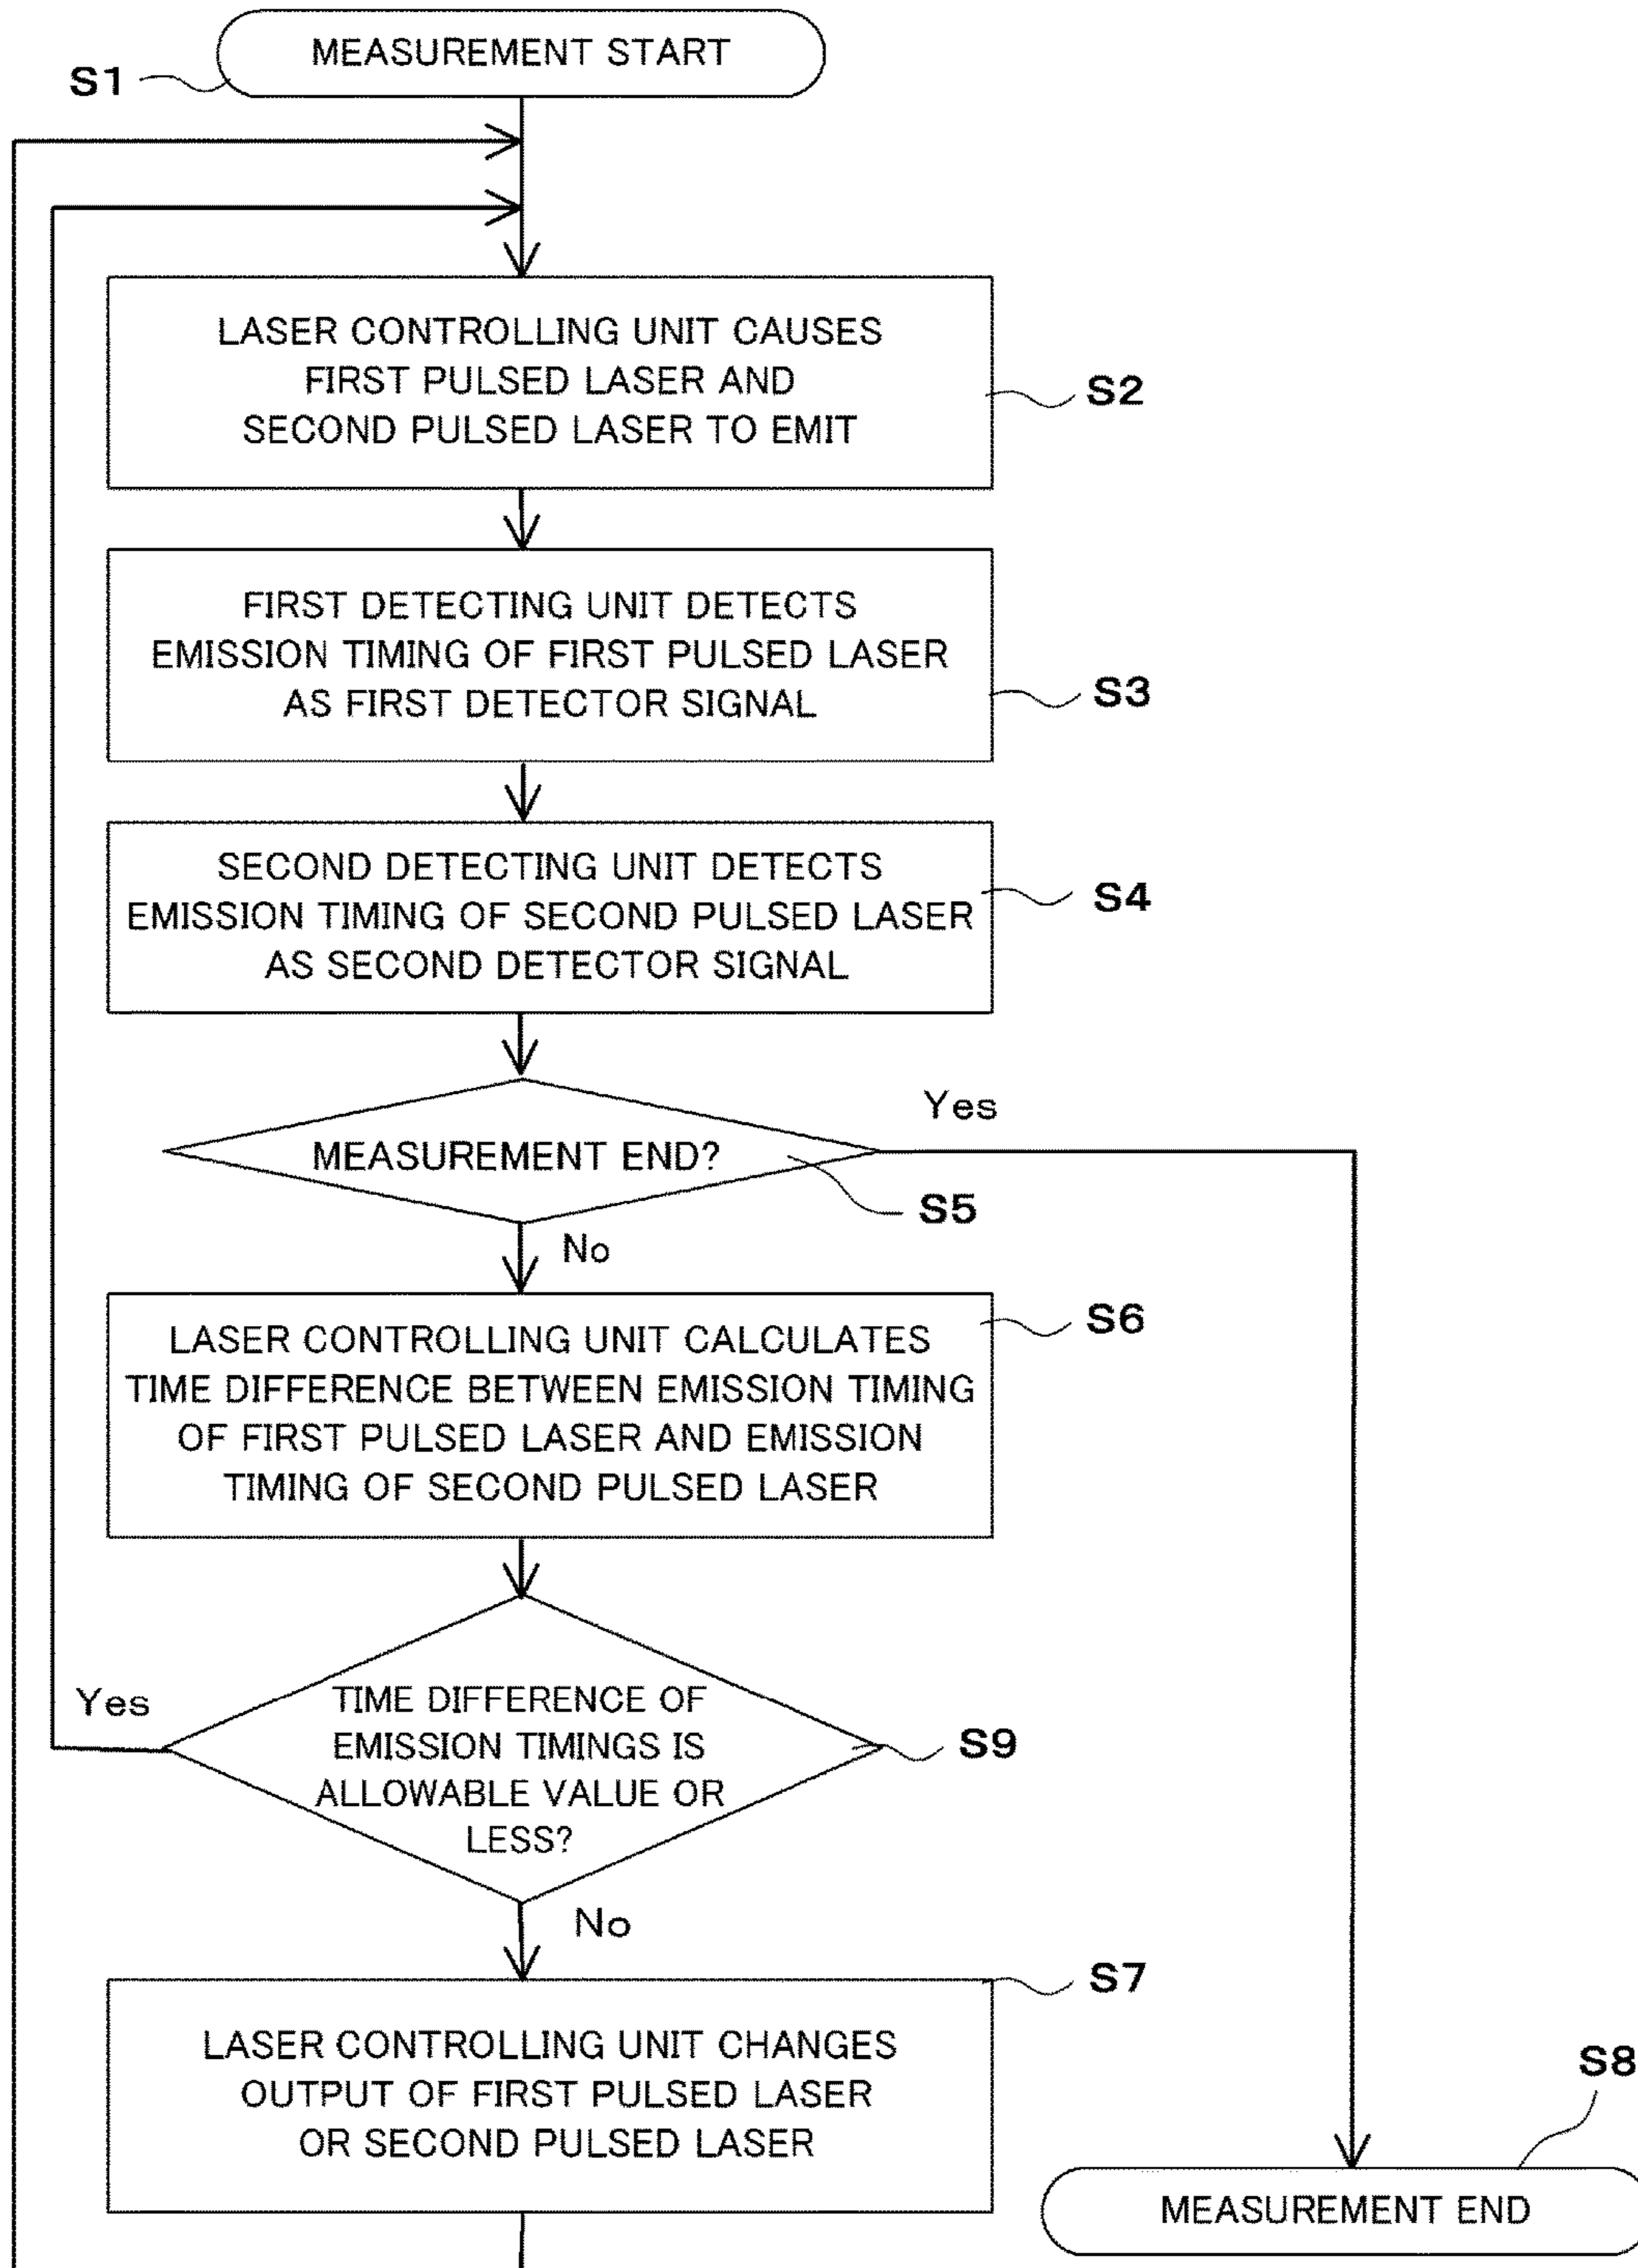 MEASUREMENT START
S1
LASER CONTROLLING UNIT CAUSES
FIRST PULSED LASER AND
SECOND PULSED LASER TO EMIT
S2
FIRST DETECTING UNIT DETECTS
EMISSION TIMING OF FIRST PULSED LASER
AS FIRST DETECTOR SIGNAL
S3
SECOND DETECTING UNIT DETECTS
EMISSION TIMING OF SECOND PULSED LASER
AS SECOND DETECTOR SIGNAL
S4
MEASUREMENT END?
Yes
S5
No
LASER CONTROLLING UNIT CALCULATES
TIME DIFFERENCE BETWEEN EMISSION TIMING
OF FIRST PULSED LASER AND EMISSION
TIMING OF SECOND PULSED LASER
S6
Yes
TIME DIFFERENCE OF
EMISSION TIMINGS IS
ALLOWABLE VALUE OR
LESS?
S9
No
LASER CONTROLLING UNIT CHANGES
OUTPUT OF FIRST PULSED LASER
OR SECOND PULSED LASER
S7
S8
MEASUREMENT END